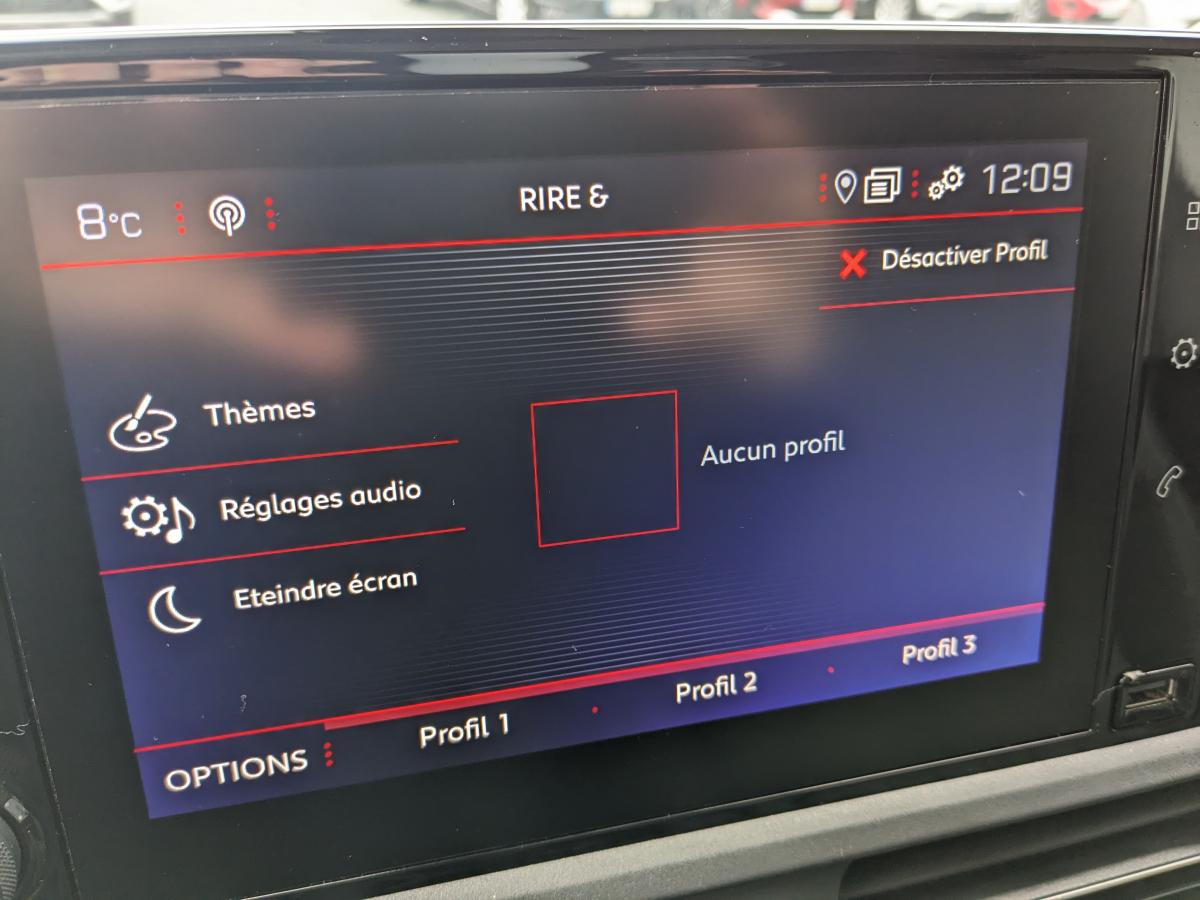 8°C
RIRE &
12:09
Désactiver Profil
Thèmes
Réglages audio
Eteindre écran
Aucun profil
OPTIONS
Profil 1
Profil 2
Profil 3